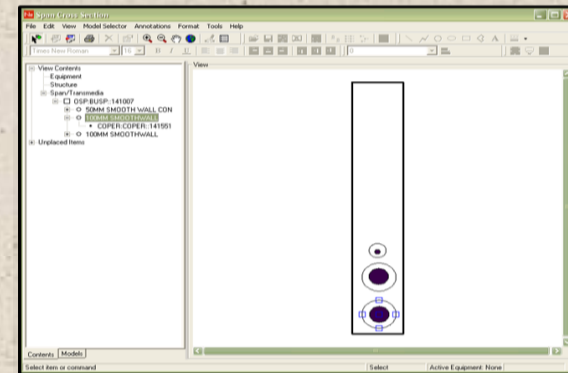 Span Cross Section
File Edit View Model Selector Annotations Format Tools Help
Times New Roman 16 B I U 0
View Contents
Equipment
Structure
Span/Transmedia
OSP:BUSP::141007
50MM SMOOTH WALL CON
100MM SMOOTHWALL
COPER:COPER::141551
100MM SMOOTHWALL
Unplaced Items
View
Contents Models
Select item or command Select Active Equipment: None